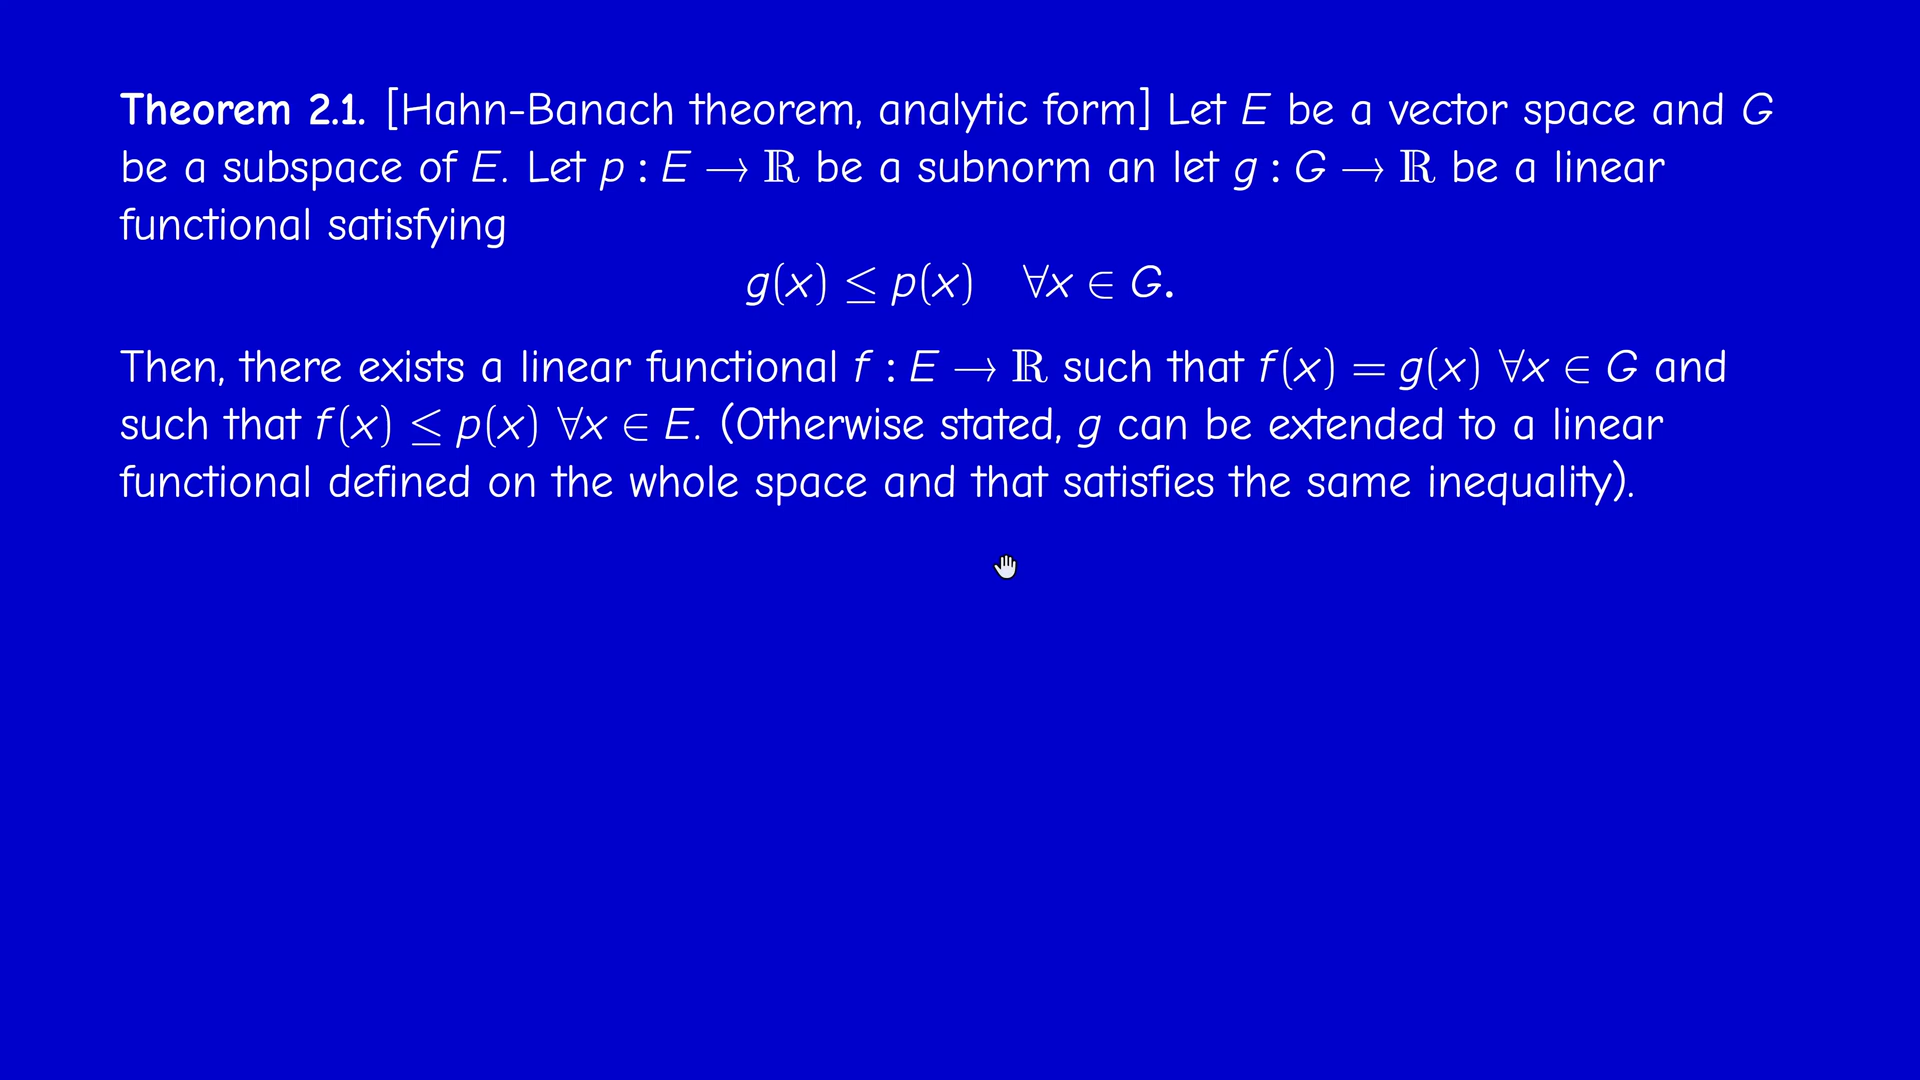 Theorem 2.1. [Hahn-Banach theorem, analytic form] Let E be a vector space and G
be a subspace of E. Let p : E → ℝ be a subnorm an let g : G → ℝ be a linear
functional satisfying
g(x) ≤ p(x) ∀x ∈ G.
Then, there exists a linear functional f : E → ℝ such that f(x) = g(x) ∀x ∈ G and
such that f(x) ≤ p(x) ∀x ∈ E. (Otherwise stated, g can be extended to a linear
functional defined on the whole space and that satisfies the same inequality).